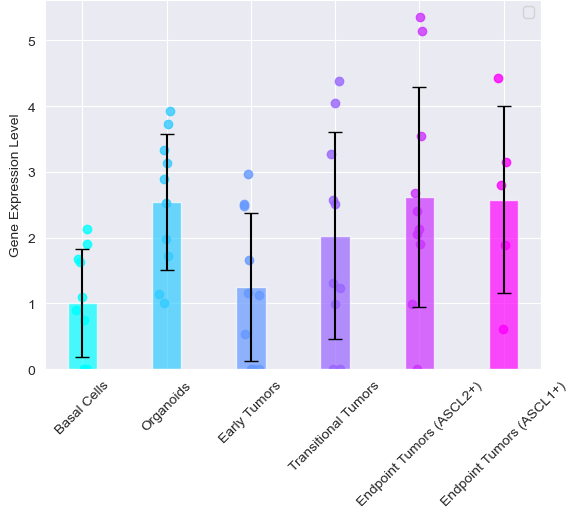 Gene Expression Level
5
4
3
2
1
0
Basal Cells
Organoids
Early Tumors
Transitional Tumors
Endpoint Tumors (ASCL2+)
Endpoint Tumors (ASCL1+)